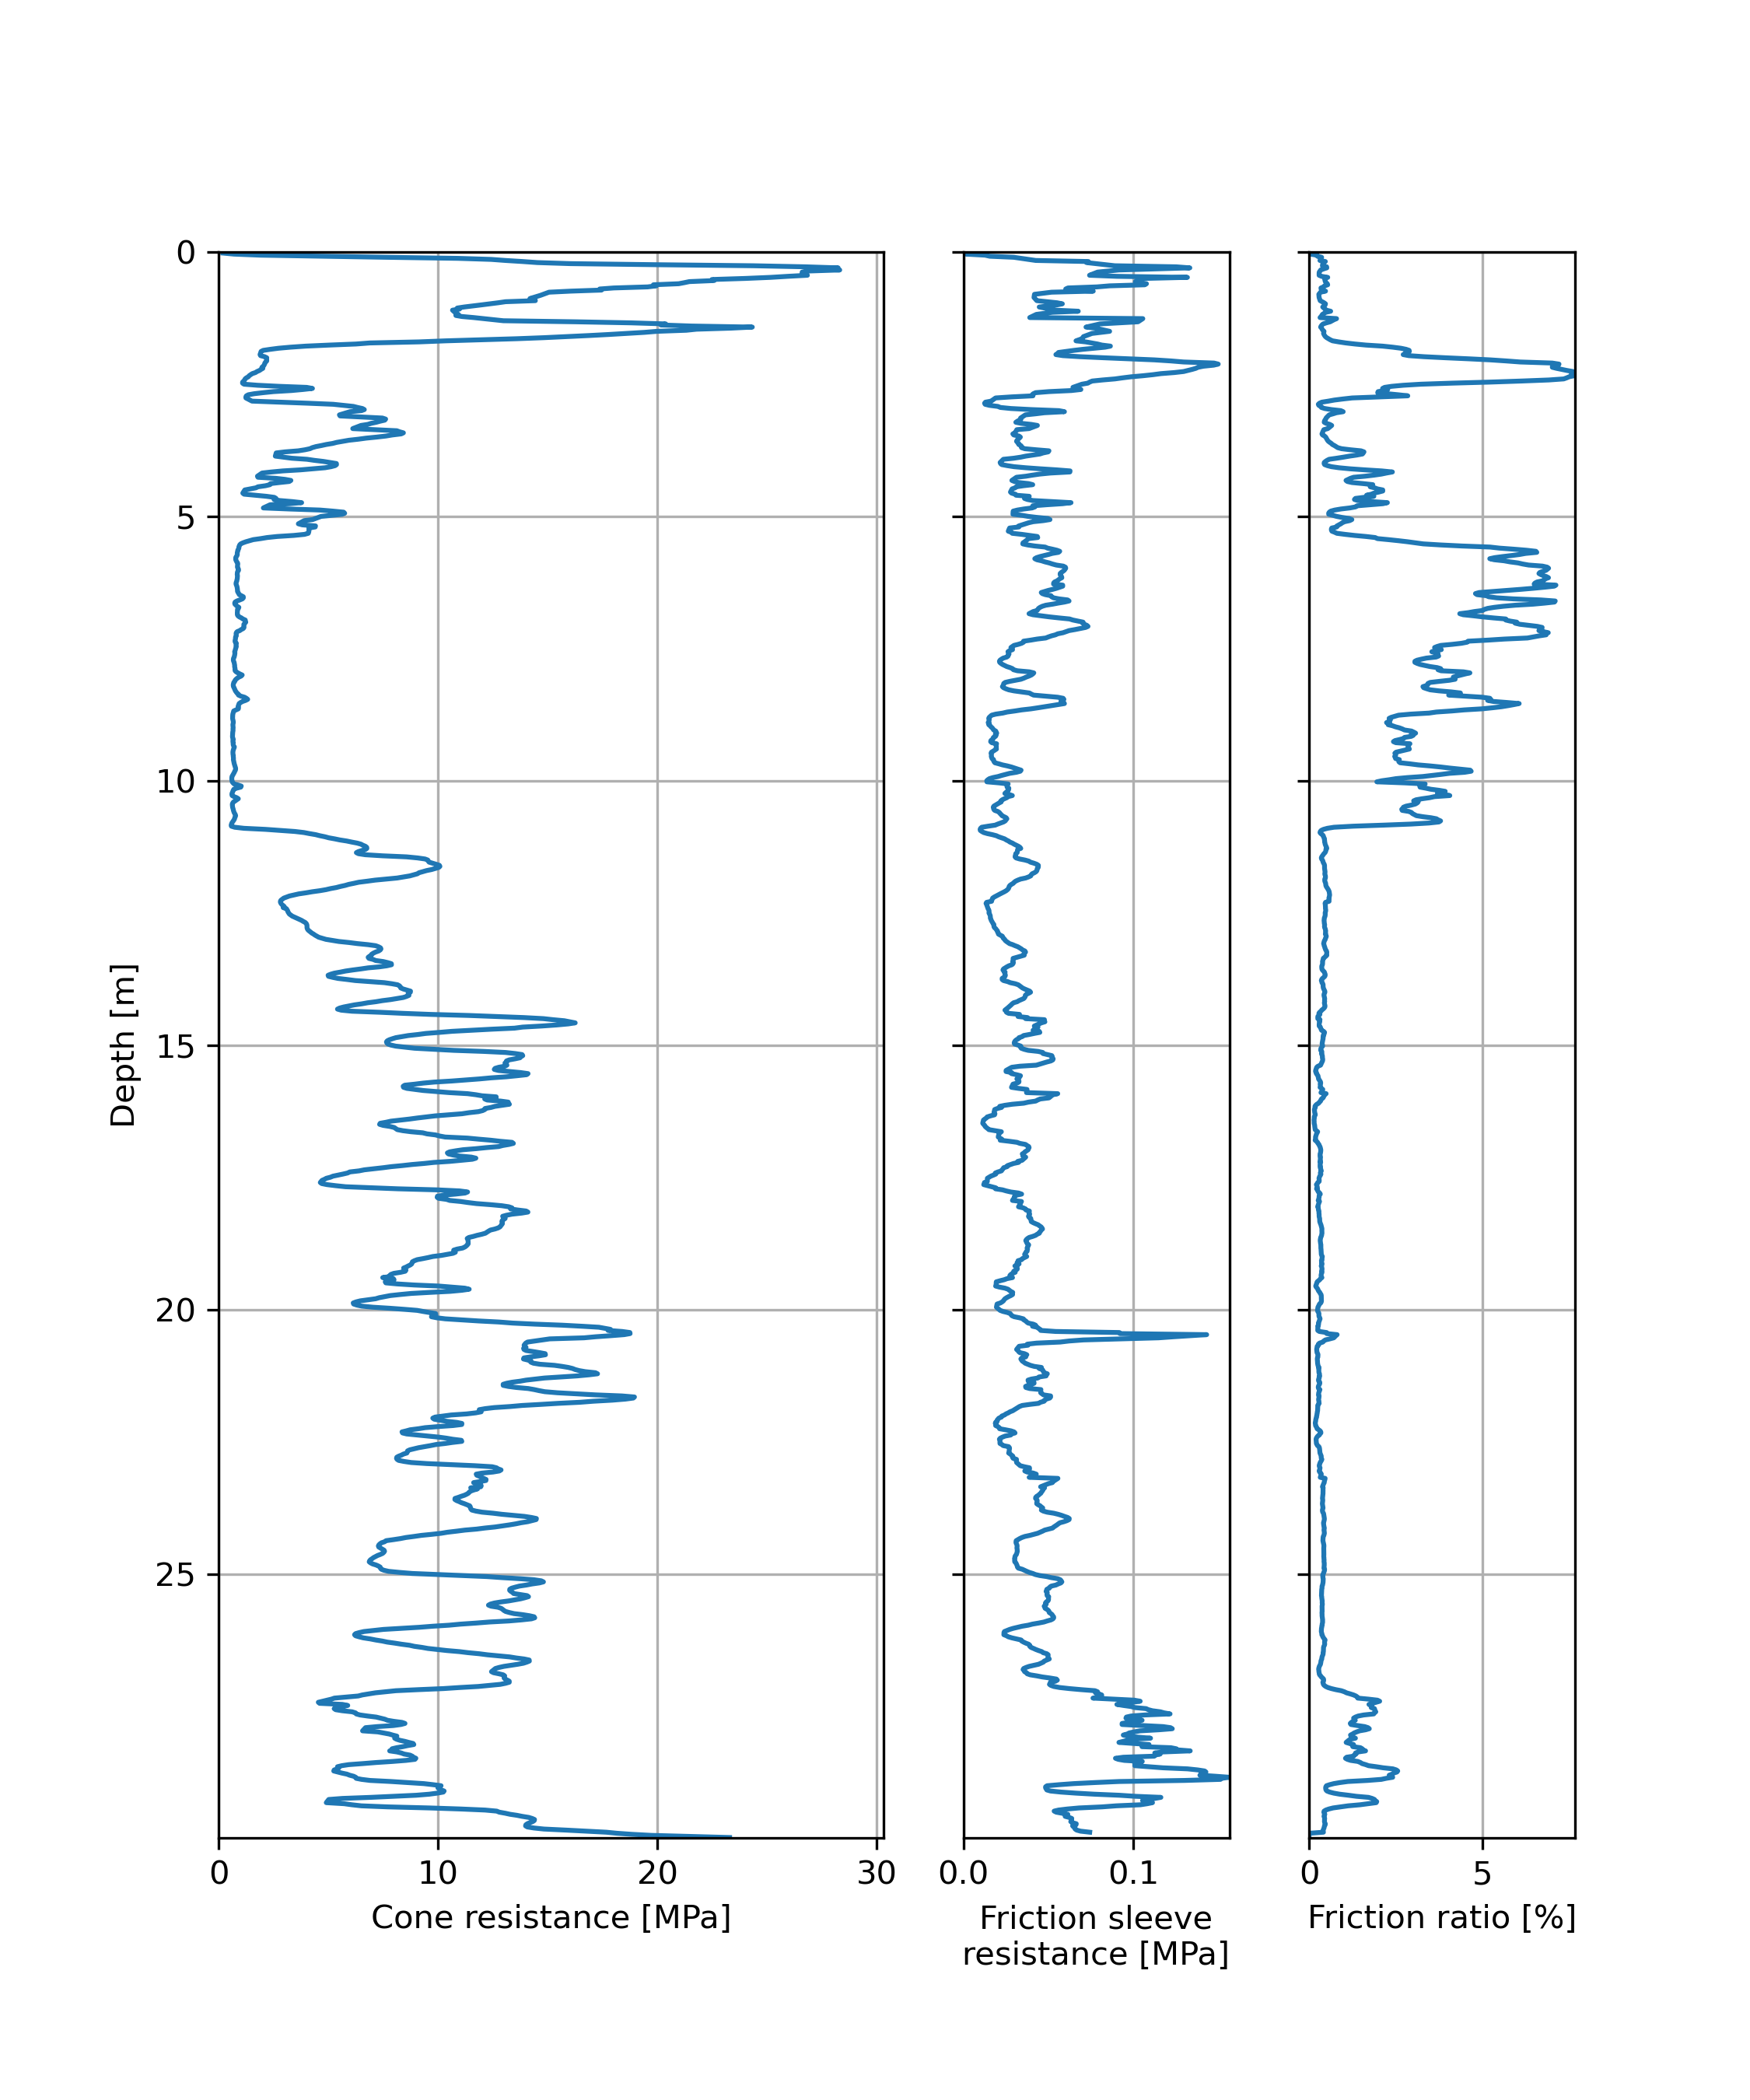 0
5
10
15
20
25
Depth [m]
0 10 20 30
Cone resistance [MPa]
0.0 0.1
Friction sleeve
resistance [MPa]
0 5
Friction ratio [%]